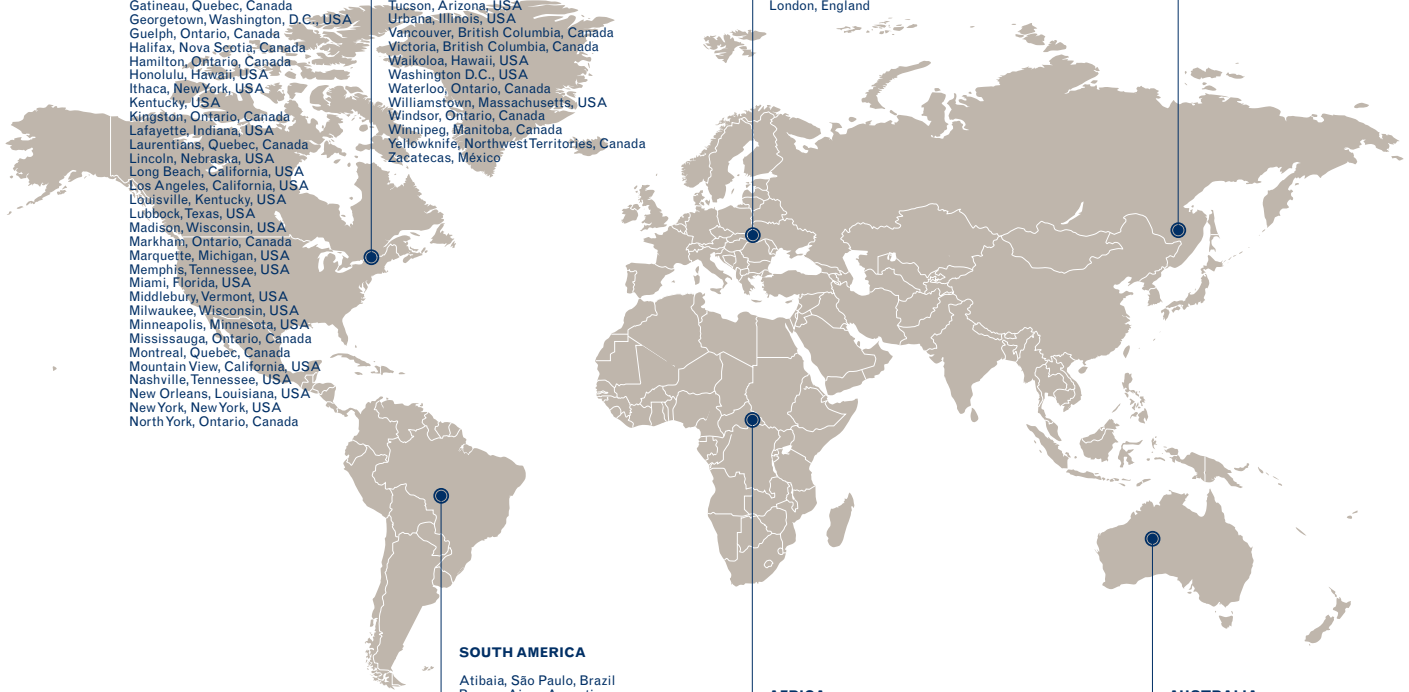 Gatineau, Quebec, Canada
Georgetown, Washington, D.C., USA
Guelph, Ontario, Canada
Halifax, Nova Scotia, Canada
Hamilton, Ontario, Canada
Honolulu, Hawaii, USA
Ithaca, New York, USA
Kentucky, USA
Kingston, Ontario, Canada
Lafayette, Indiana, USA
Laurentians, Quebec, Canada
Lincoln, Nebraska, USA
Long Beach, California, USA
Los Angeles, California, USA
Louisville, Kentucky, USA
Lubbock, Texas, USA
Madison, Wisconsin, USA
Markham, Ontario, Canada
Marquette, Michigan, USA
Memphis, Tennessee, USA
Miami, Florida, USA
Middlebury, Vermont, USA
Milwaukee, Wisconsin, USA
Minneapolis, Minnesota, USA
Mississauga, Ontario, Canada
Montreal, Quebec, Canada
Mountain View, California, USA
Nashville, Tennessee, USA
New Orleans, Louisiana, USA
New York, New York, USA
North York, Ontario, Canada
Tucson, Arizona, USA
Urbana, Illinois, USA
Vancouver, British Columbia, Canada
Victoria, British Columbia, Canada
Waikoloa, Hawaii, USA
Washington D.C., USA
Waterloo, Ontario, Canada
Williamstown, Massachusetts, USA
Windsor, Ontario, Canada
Winnipeg, Manitoba, Canada
Yellowknife, Northwest Territories, Canada
Zacatecas, México
London, England
SOUTH AMERICA
Atibaia, São Paulo, Brazil